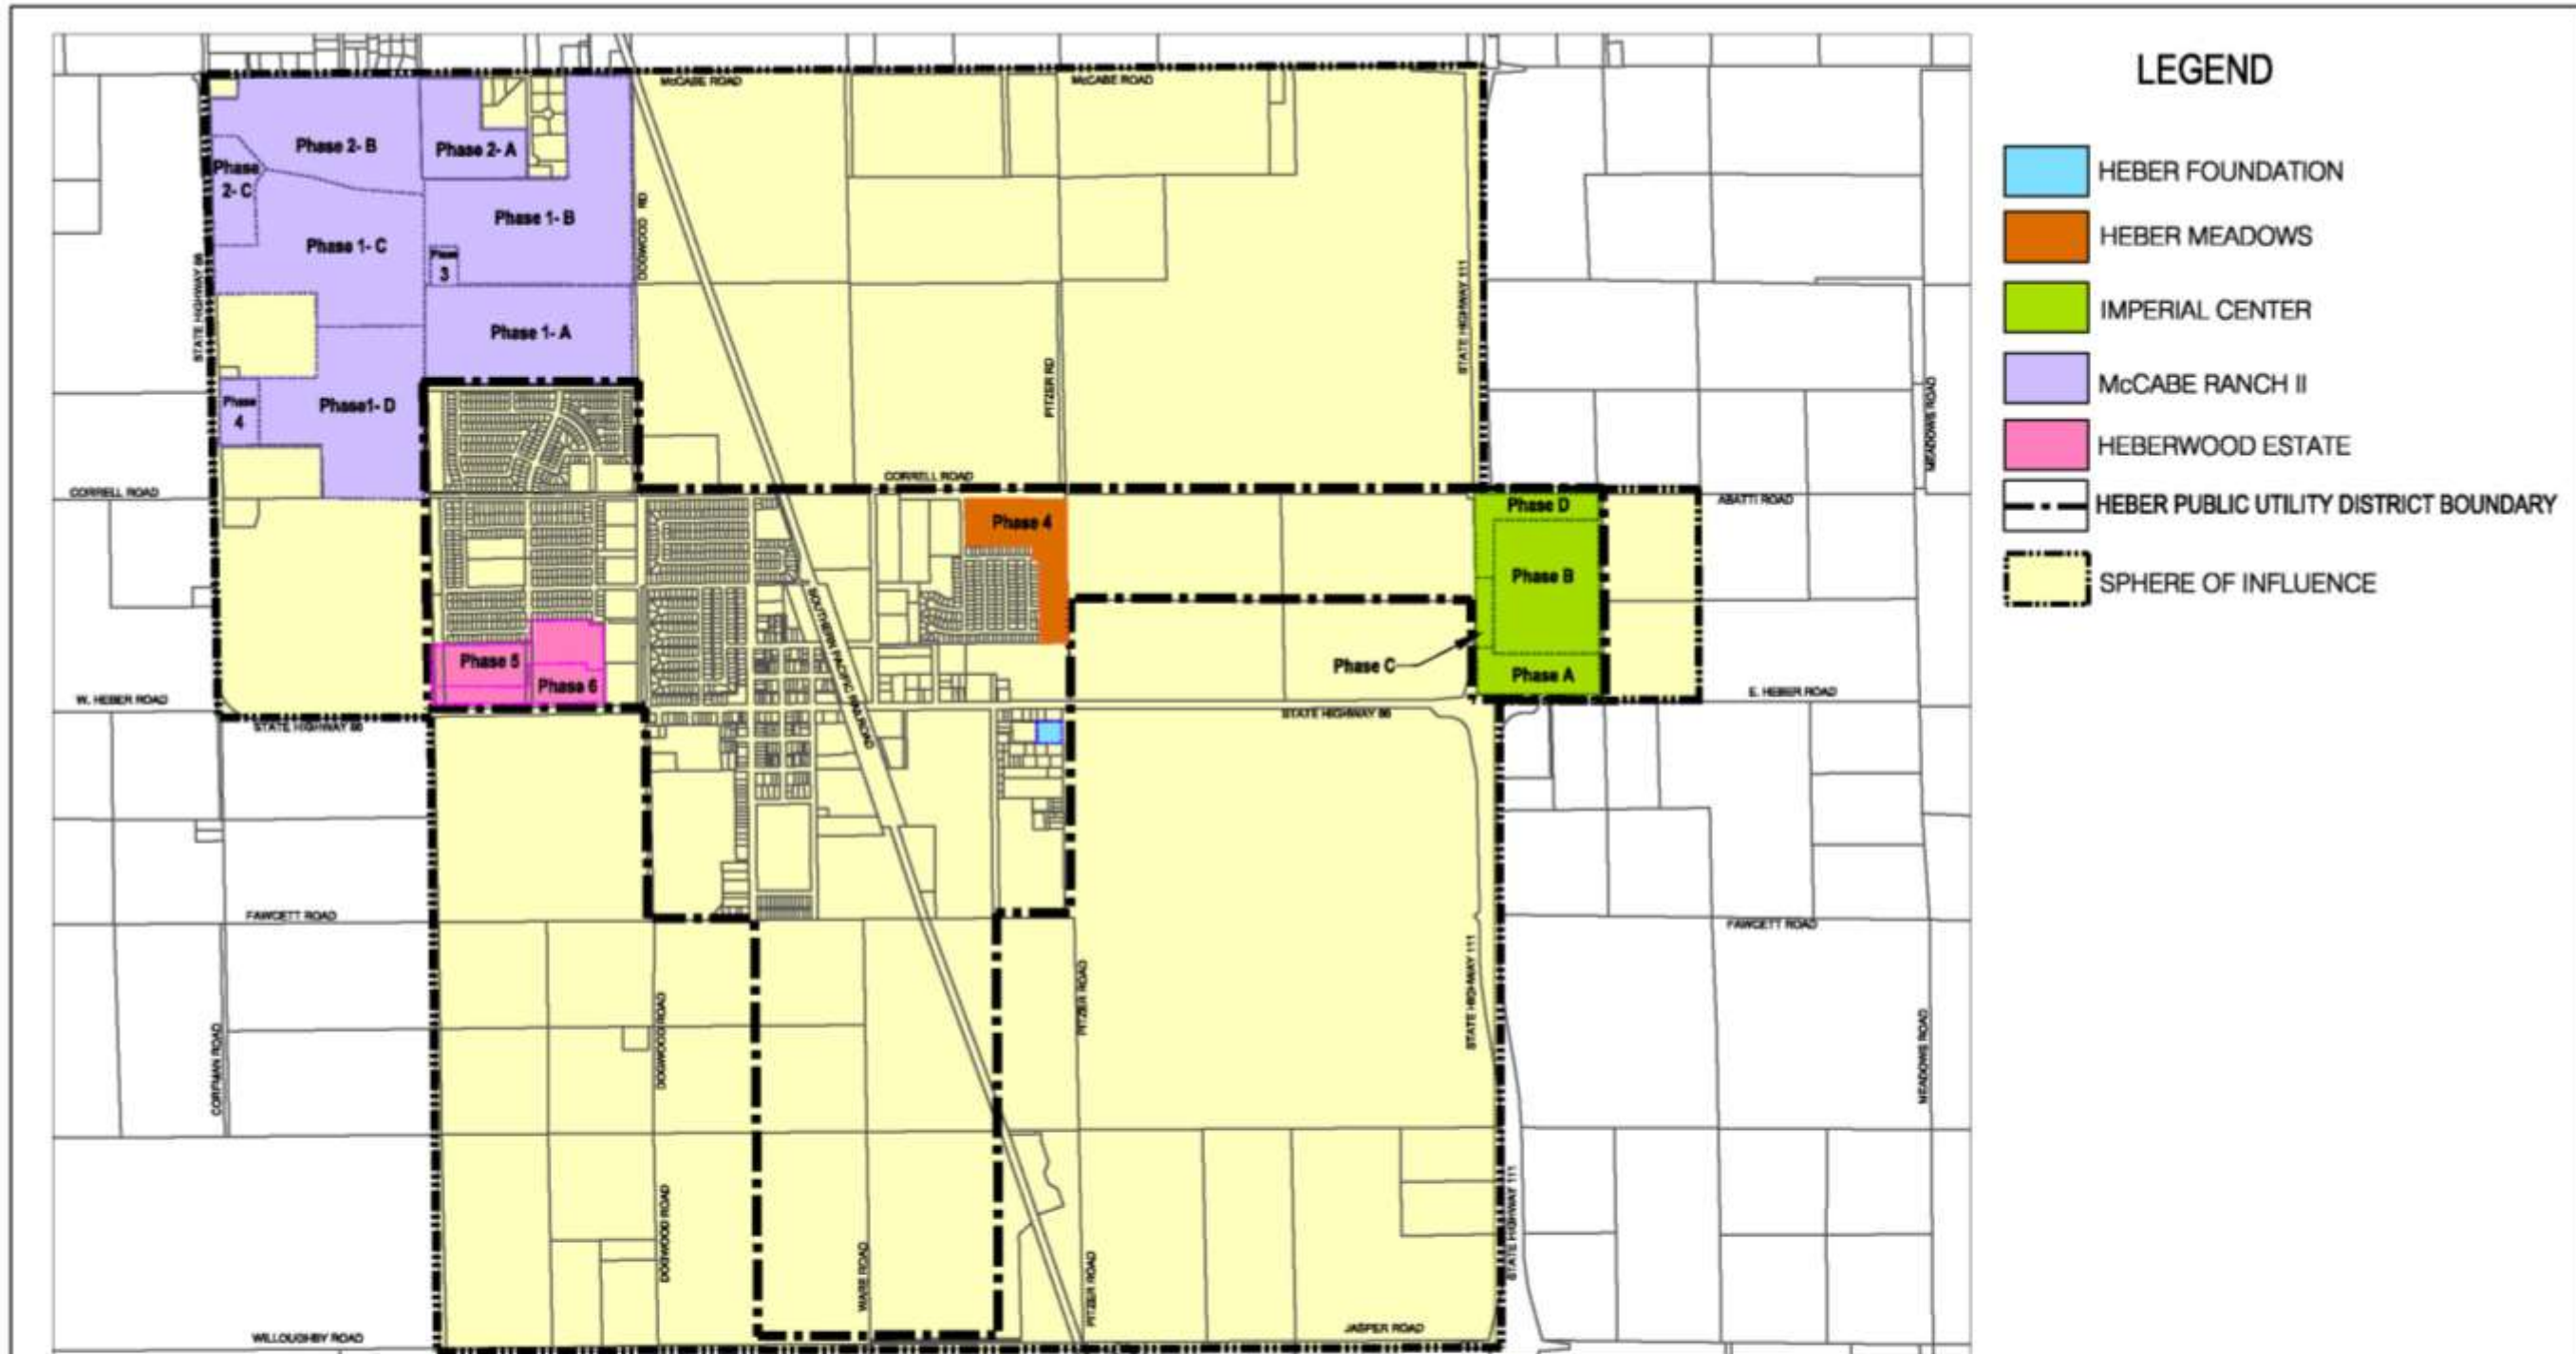 LEGEND
HEBER FOUNDATION
HEBER MEADOWS
IMPERIAL CENTER
McCABE RANCH II
HEBERWOOD ESTATE
HEBER PUBLIC UTILITY DISTRICT BOUNDARY
SPHERE OF INFLUENCE
McCABE ROAD
McCABE ROAD
Phase 2- B
Phase 2- A
Phase
2- C
Phase 1- B
Phase 1- C
Phase
3
DOGWOOD RD
STATE HIGHWAY 86
STATE HIGHWAY 111
Phase 1- A
PITZER RD
Phase
4
Phase1- D
MEADOWS ROAD
CORRELL ROAD
CORRELL ROAD
ABATTI ROAD
Phase D
Phase 4
Phase B
SOUTHERN PACIFIC RAILROAD
Phase 5
Phase 6
Phase C
Phase A
W. HEBER ROAD
E. HEBER ROAD
STATE HIGHWAY 86
STATE HIGHWAY 86
FAWCETT ROAD
FAWCETT ROAD
CORFMAN ROAD
DOGWOOD ROAD
PITZER ROAD
STATE HIGHWAY 111
MEADOWS ROAD
DOGWOOD ROAD
WARE ROAD
PITZER ROAD
STATE HIGHWAY 111
WILLOUGHBY ROAD
JASPER ROAD